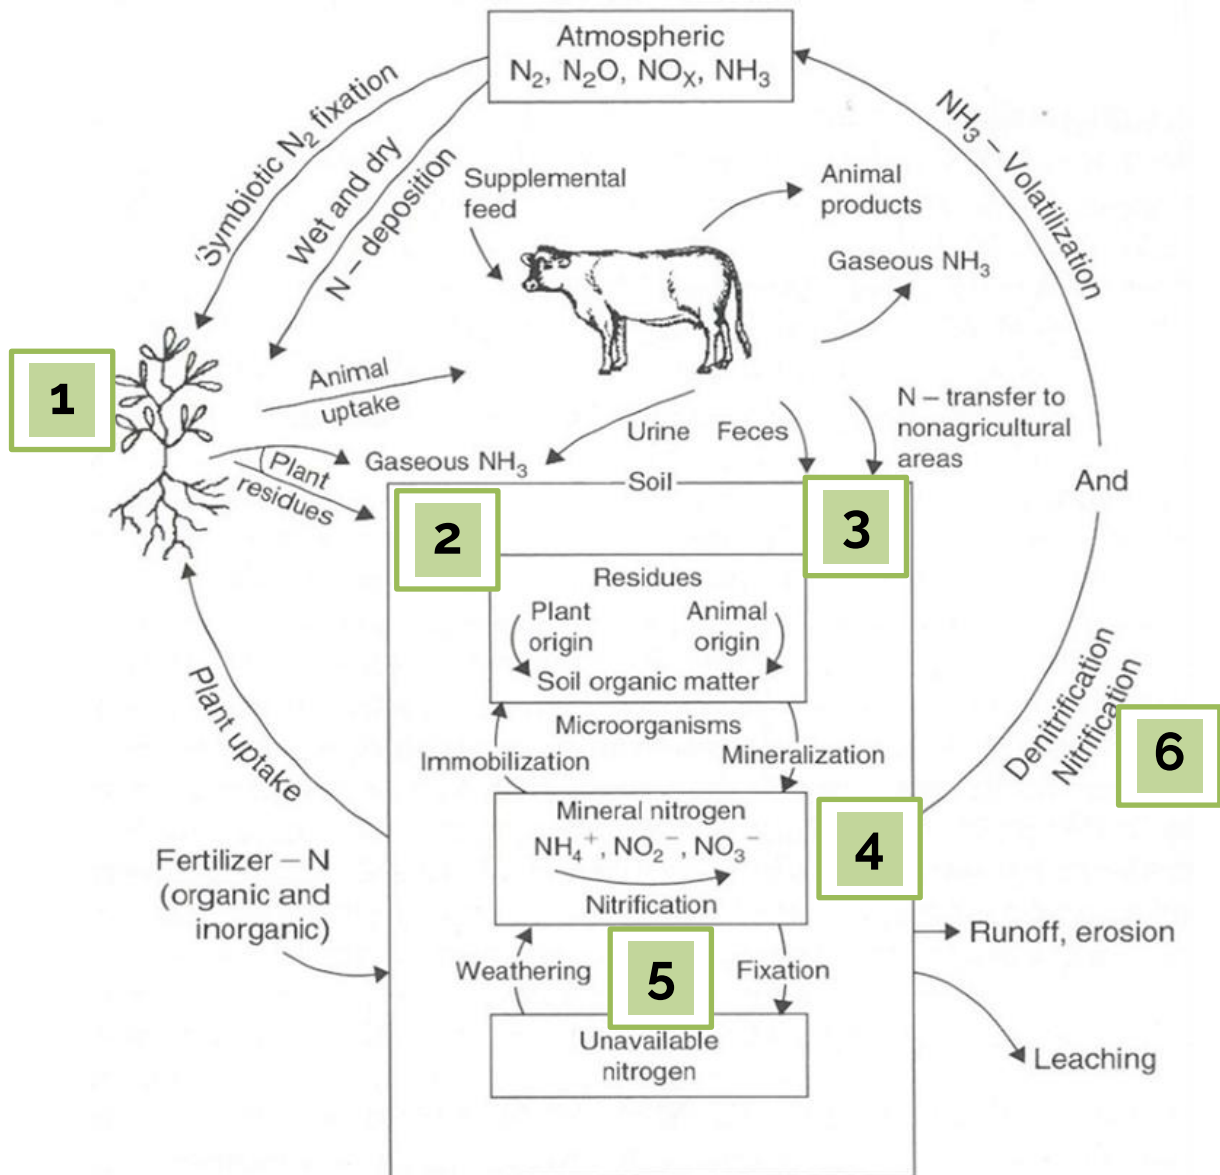 Atmospheric
N₂, N₂O, NOₓ, NH₃
Symbiotic N₂ fixation
Wet and dry
N – deposition
NH₃ – Volatilization
Supplemental
feed
Animal
products
Gaseous NH₃
1
Animal
uptake
N – transfer to
nonagricultural
areas
Urine
Feces
Gaseous NH₃
Plant
residues
Soil
And
2
3
Residues
Plant
origin
Animal
origin
Soil organic matter
Microorganisms
Immobilization
Mineralization
Plant uptake
Denitrification
Nitrification
6
Mineral nitrogen
NH₄⁺, NO₂⁻, NO₃⁻
Nitrification
4
Fertilizer – N
(organic and
inorganic)
Runoff, erosion
Weathering
5
Fixation
Unavailable
nitrogen
Leaching